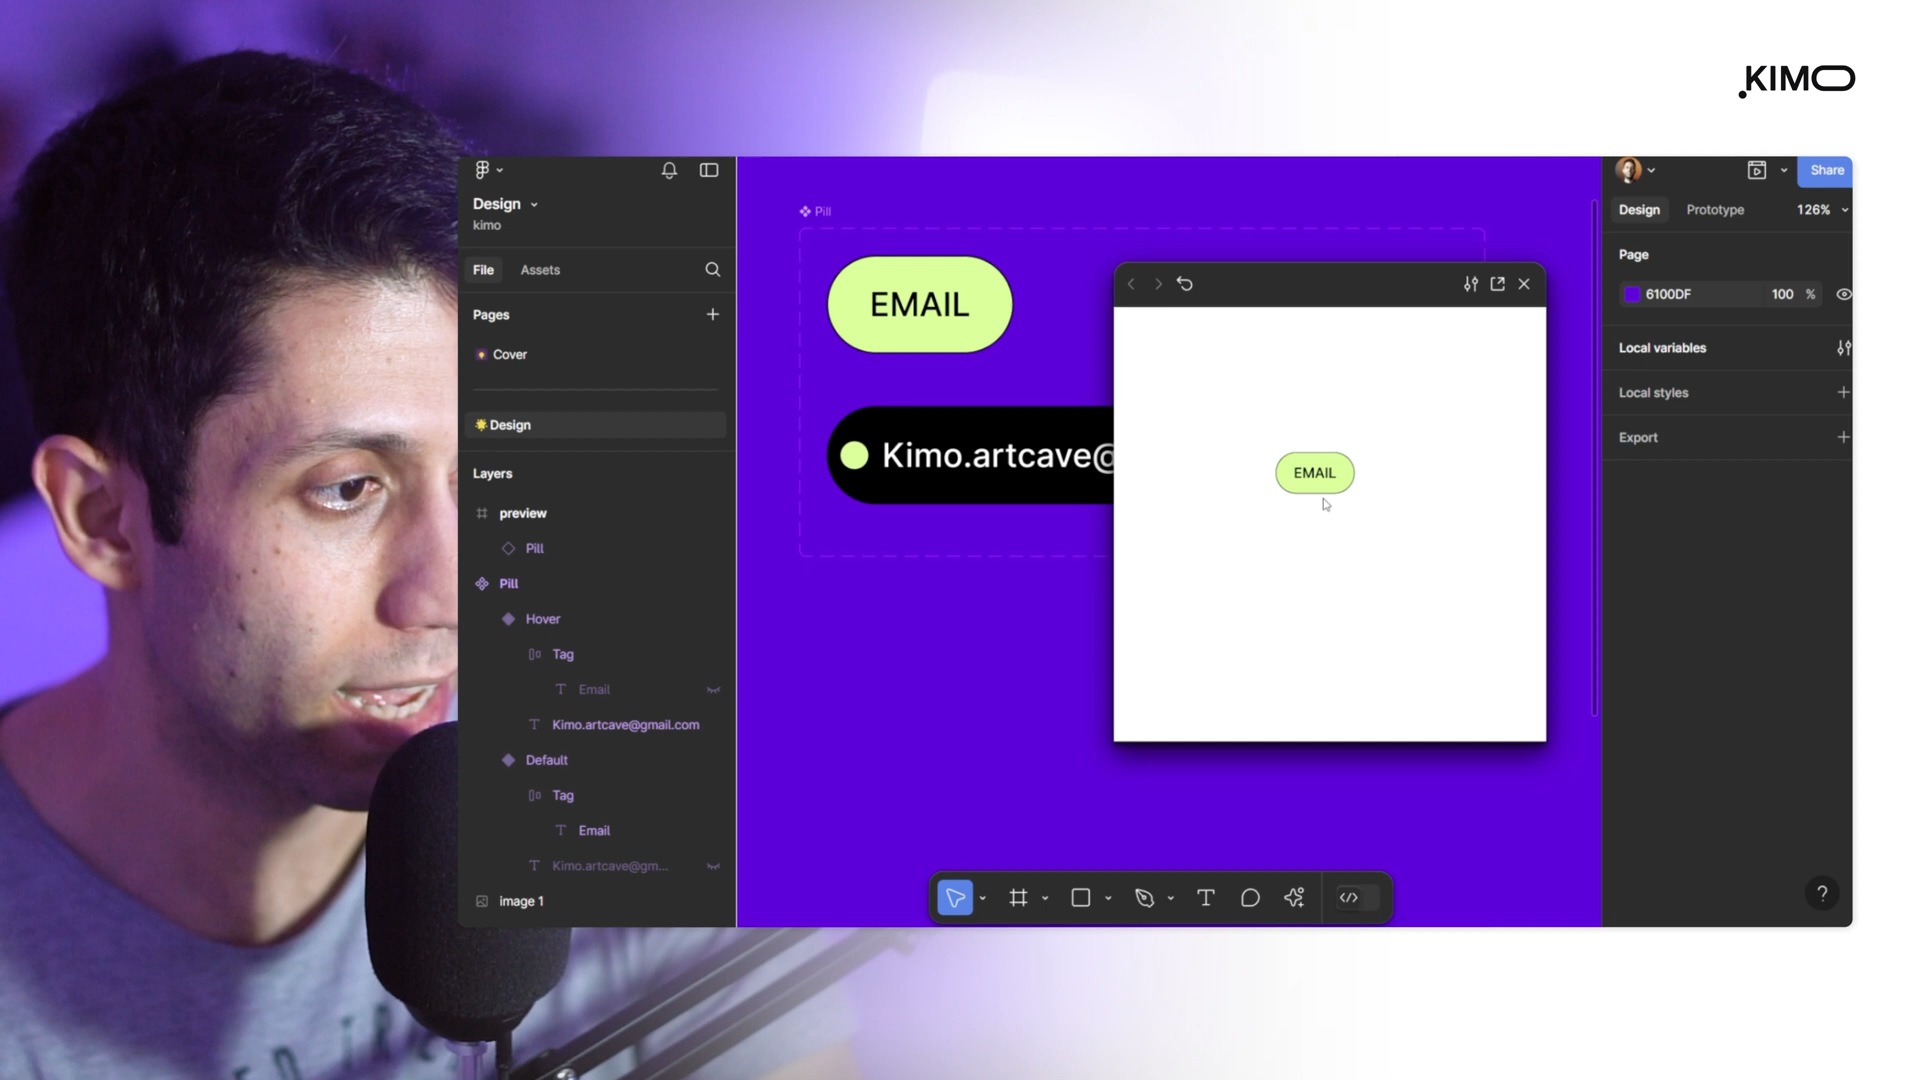 KIMO
Design
kimo
File
Assets
Pages
Cover
Design
Layers
preview
Pill
Pill
Hover
Tag
Email
Kimo.artcave@gmail.com
Default
Tag
Email
Kimo.artcave@gm...
image 1
Pill
EMAIL
Kimo.artcave@
EMAIL
Share
Design
Prototype
126%
Page
6100DF
100
%
Local variables
Local styles
Export
?